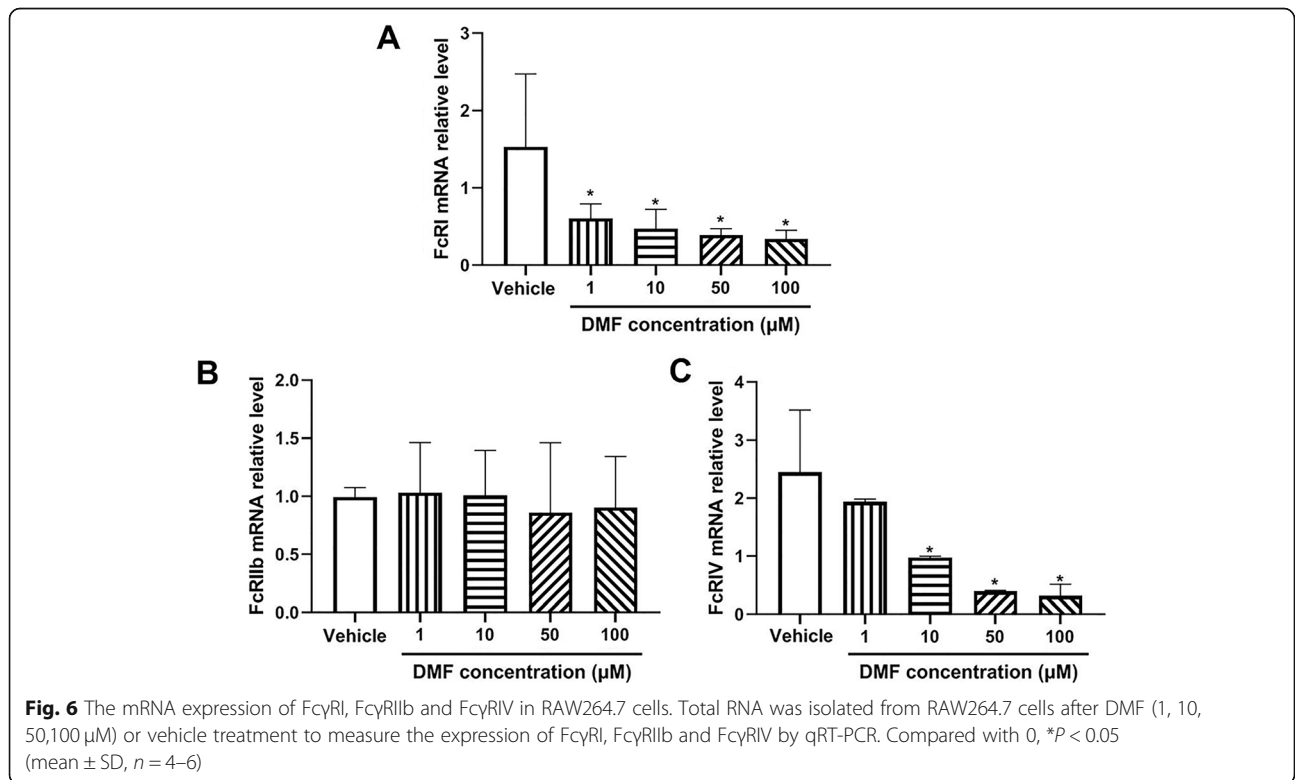 A
3
2
1
0
FcRI mRNA relative level
*
*
*
*
Vehicle
1
10
50
100
DMF concentration (μM)
B
2.0
1.5
1.0
0.5
0.0
FcRIIb mRNA relative level
Vehicle
1
10
50
100
DMF concentration (μM)
C
4
3
2
1
0
FcRIV mRNA relative level
*
*
*
Vehicle
1
10
50
100
DMF concentration (μM)
Fig. 6 The mRNA expression of FcγRI, FcγRIIb and FcγRIV in RAW264.7 cells. Total RNA was isolated from RAW264.7 cells after DMF (1, 10,
50,100 μM) or vehicle treatment to measure the expression of FcγRI, FcγRIIb and FcγRIV by qRT-PCR. Compared with 0, *P < 0.05
(mean ± SD, n = 4–6)